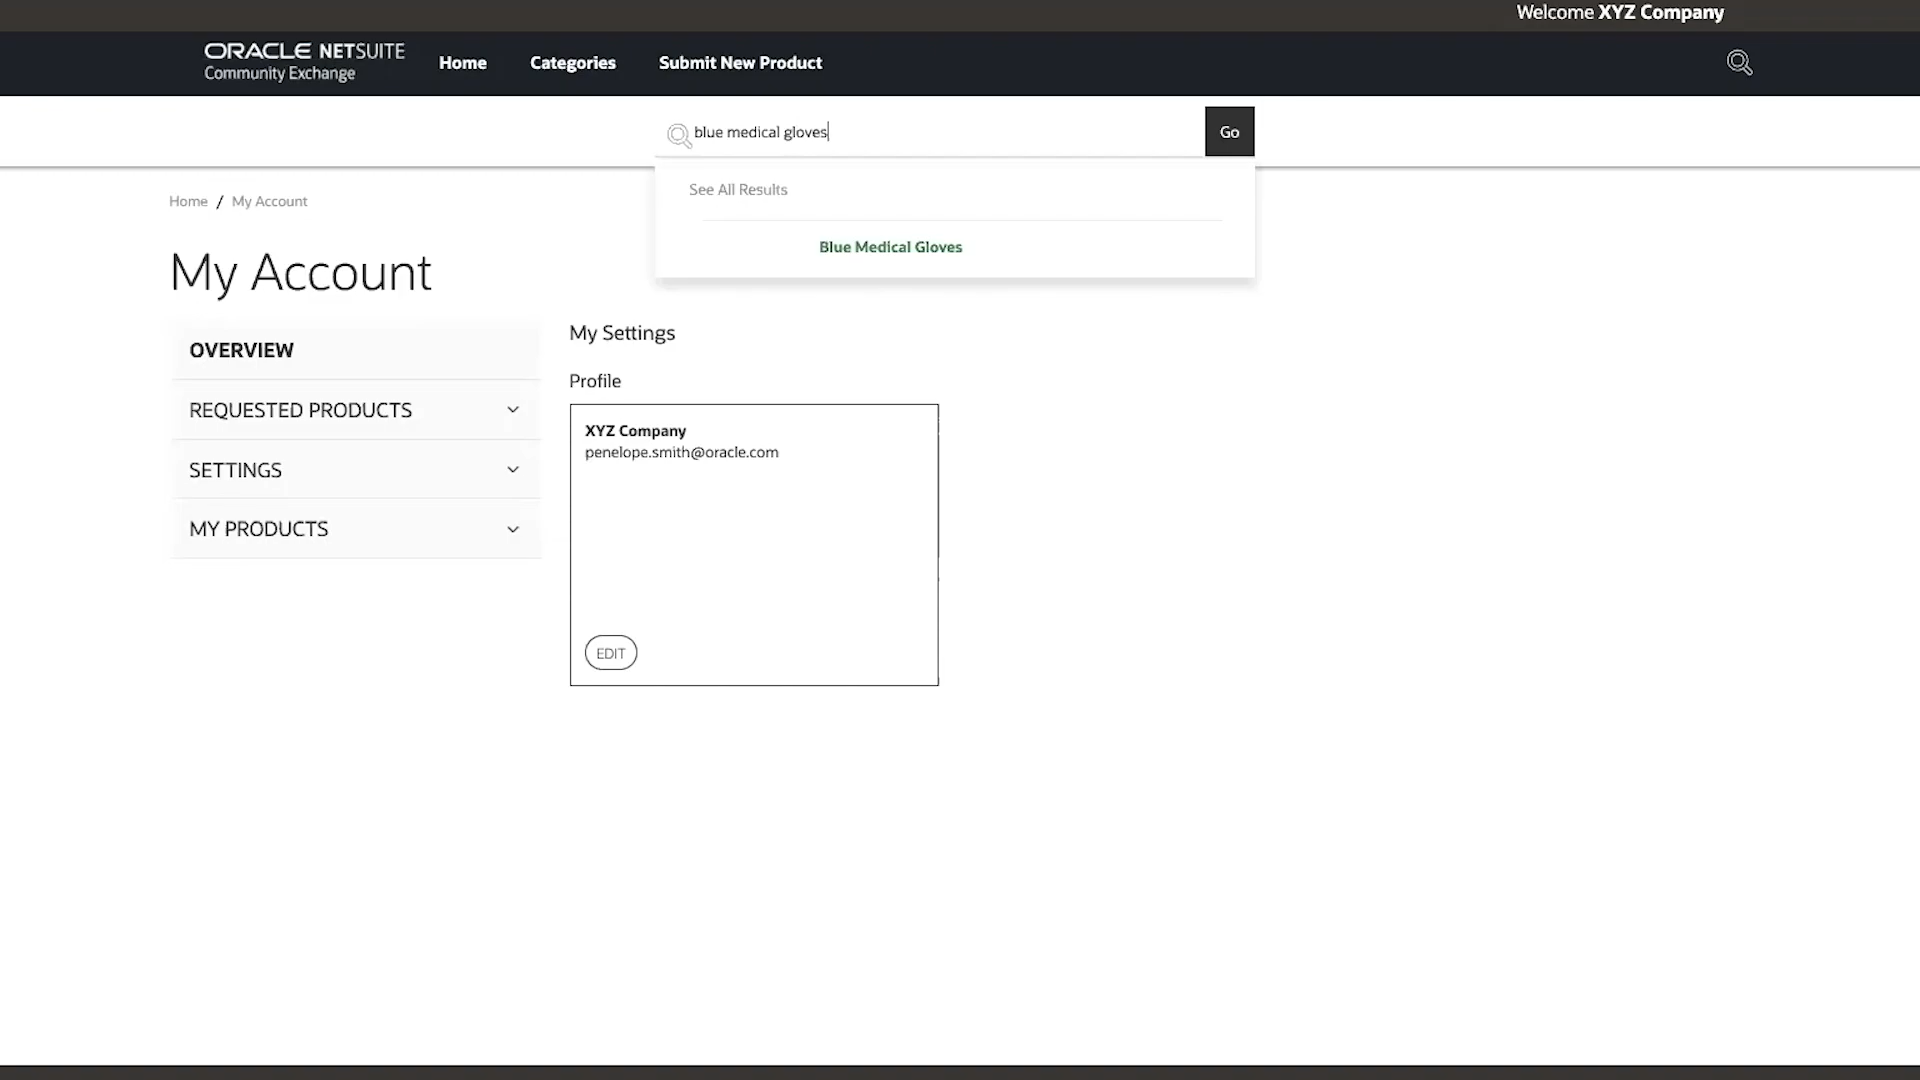 Welcome XYZ Company
ORACLE NETSUITE
Community Exchange
Home
Categories
Submit New Product
blue medical gloves
Go
See All Results
Blue Medical Gloves
Home / My Account
My Account
OVERVIEW
REQUESTED PRODUCTS
SETTINGS
MY PRODUCTS
My Settings
Profile
XYZ Company
penelope.smith@oracle.com
EDIT